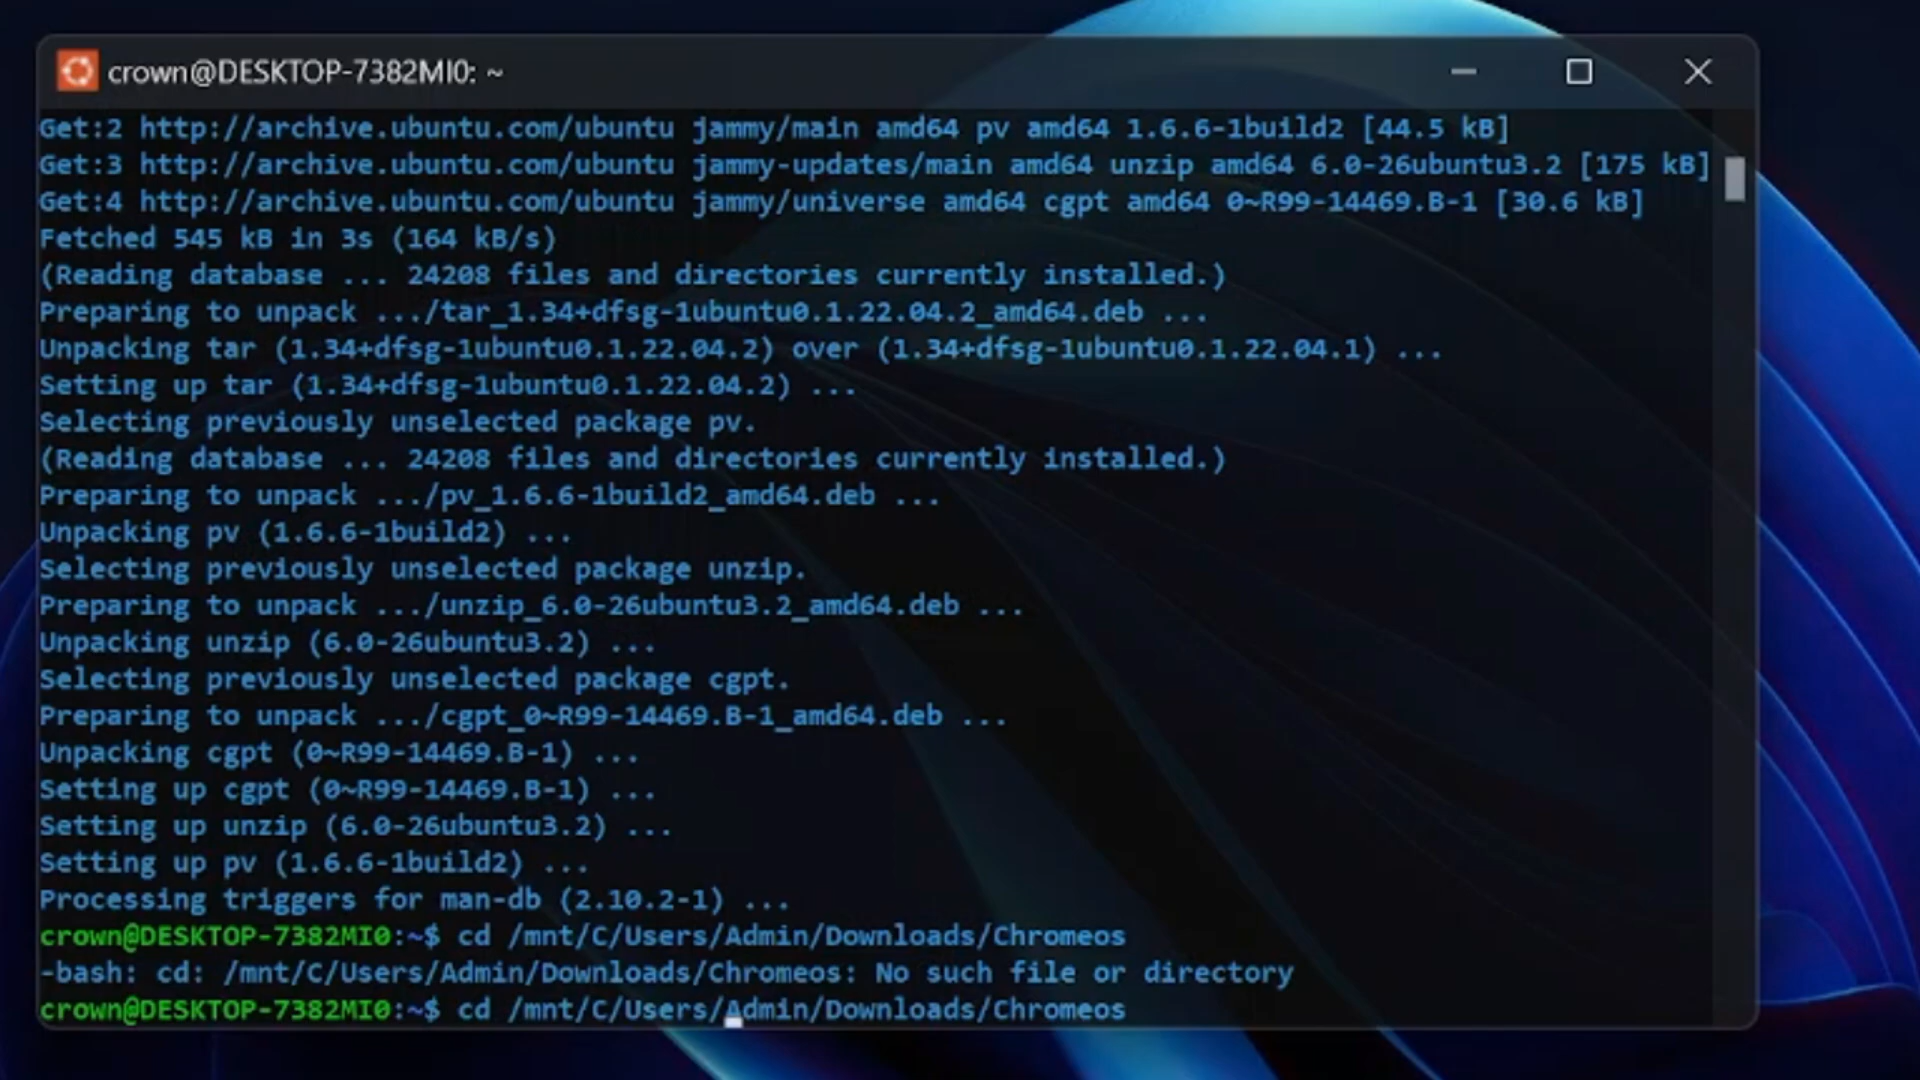 crown@DESKTOP-7382MI0: ~
Get:2 http://archive.ubuntu.com/ubuntu jammy/main amd64 pv amd64 1.6.6-1build2 [44.5 kB]
Get:3 http://archive.ubuntu.com/ubuntu jammy-updates/main amd64 unzip amd64 6.0-26ubuntu3.2 [175 kB]
Get:4 http://archive.ubuntu.com/ubuntu jammy/universe amd64 cgpt amd64 0~R99-14469.B-1 [30.6 kB]
Fetched 545 kB in 3s (164 kB/s)
(Reading database ... 24208 files and directories currently installed.)
Preparing to unpack .../tar_1.34+dfsg-1ubuntu0.1.22.04.2_amd64.deb ...
Unpacking tar (1.34+dfsg-1ubuntu0.1.22.04.2) over (1.34+dfsg-1ubuntu0.1.22.04.1) ...
Setting up tar (1.34+dfsg-1ubuntu0.1.22.04.2) ...
Selecting previously unselected package pv.
(Reading database ... 24208 files and directories currently installed.)
Preparing to unpack .../pv_1.6.6-1build2_amd64.deb ...
Unpacking pv (1.6.6-1build2) ...
Selecting previously unselected package unzip.
Preparing to unpack .../unzip_6.0-26ubuntu3.2_amd64.deb ...
Unpacking unzip (6.0-26ubuntu3.2) ...
Selecting previously unselected package cgpt.
Preparing to unpack .../cgpt_0~R99-14469.B-1_amd64.deb ...
Unpacking cgpt (0~R99-14469.B-1) ...
Setting up cgpt (0~R99-14469.B-1) ...
Setting up unzip (6.0-26ubuntu3.2) ...
Setting up pv (1.6.6-1build2) ...
Processing triggers for man-db (2.10.2-1) ...
crown@DESKTOP-7382MI0:~$ cd /mnt/C/Users/Admin/Downloads/Chromeos
-bash: cd: /mnt/C/Users/Admin/Downloads/Chromeos: No such file or directory
crown@DESKTOP-7382MI0:~$ cd /mnt/C/Users/Admin/Downloads/Chromeos